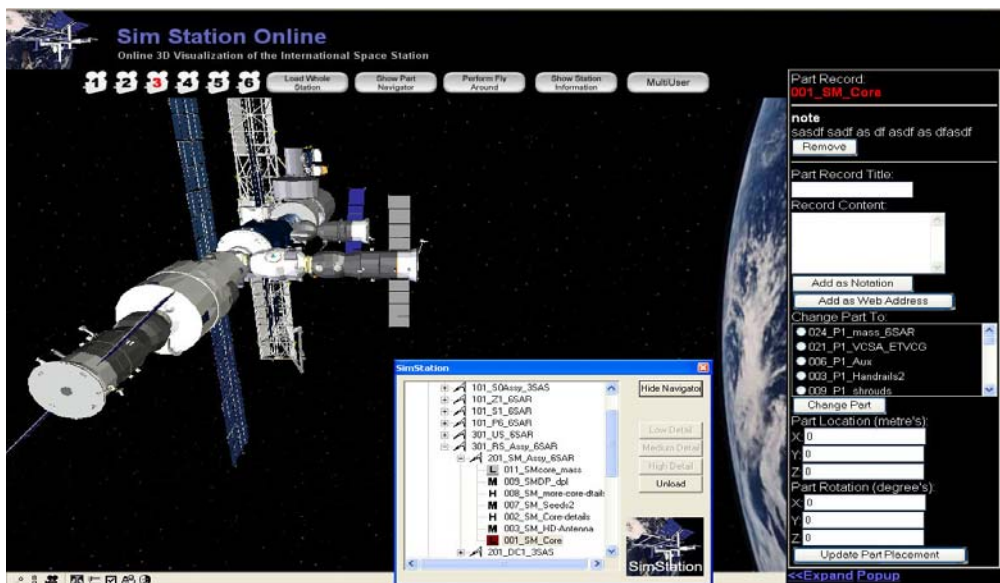 Sim Station Online
Online 3D Visualization of the International Space Station
1 2 3 4 5 6
Load Whole Station
Show Part Navigator
Perform Fly Around
Show Station Information
MultiUser
Part Record:
001_SM_Core
note
sasdf sadf as df asdf as dfasdf
Remove
Part Record Title:
Record Content:
Add as Notation
Add as Web Address
Change Part To:
024_P1_mass_6SAR
021_P1_VCSA_ETVCG
006_P1_Aux
003_P1_Handrails2
009_P1_shrouds
Change Part
Part Location (metre's):
X: 0
Y: 0
Z: 0
Part Rotation (degree's):
X: 0
Y: 0
Z: 0
Update Part Placement
<<Expand Popup
SimStation
101_S0Assy_3SAS
101_Z1_6SAR
101_S1_6SAR
101_P6_6SAR
301_US_6SAR
301_RS_Assy_6SAR
201_SM_Assy_6SAR
L 011_SMcore_mass
M 009_SMDP_dpl
H 008_SM_more-core-dtails
M 007_SM_Seeds2
H 002_SM_Core-details
M 003_SM_HD-Antenna
L 001_SM_Core
201_DC1_3SAS
Hide Navigator
Low Detail
Medium Detail
High Detail
Unload
SimStation